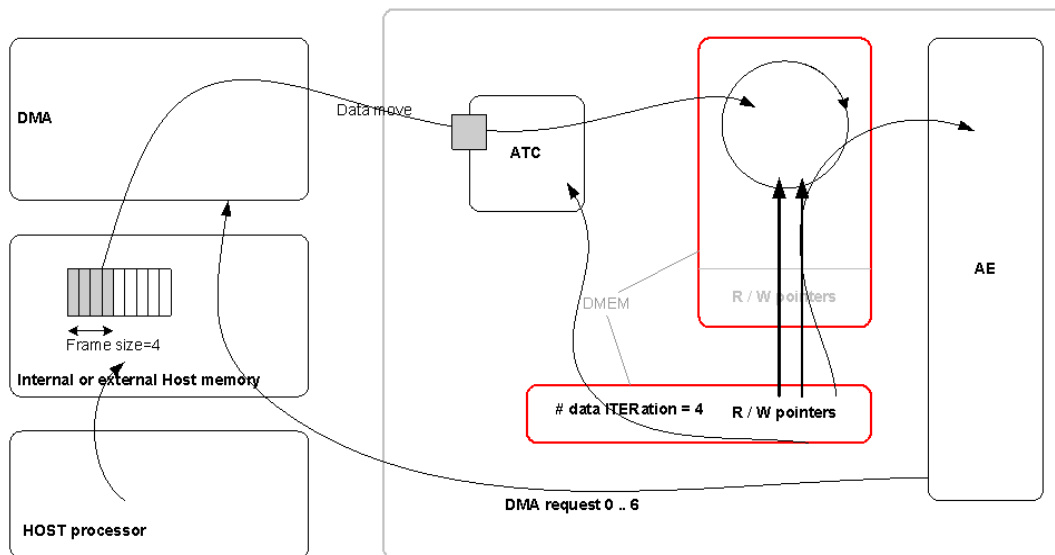 DMA
Data move
ATC
AE
R / W pointers
DMEM
Frame size=4
Internal or external Host memory
# data ITERation = 4
R / W pointers
DMA request 0 .. 6
HOST processor